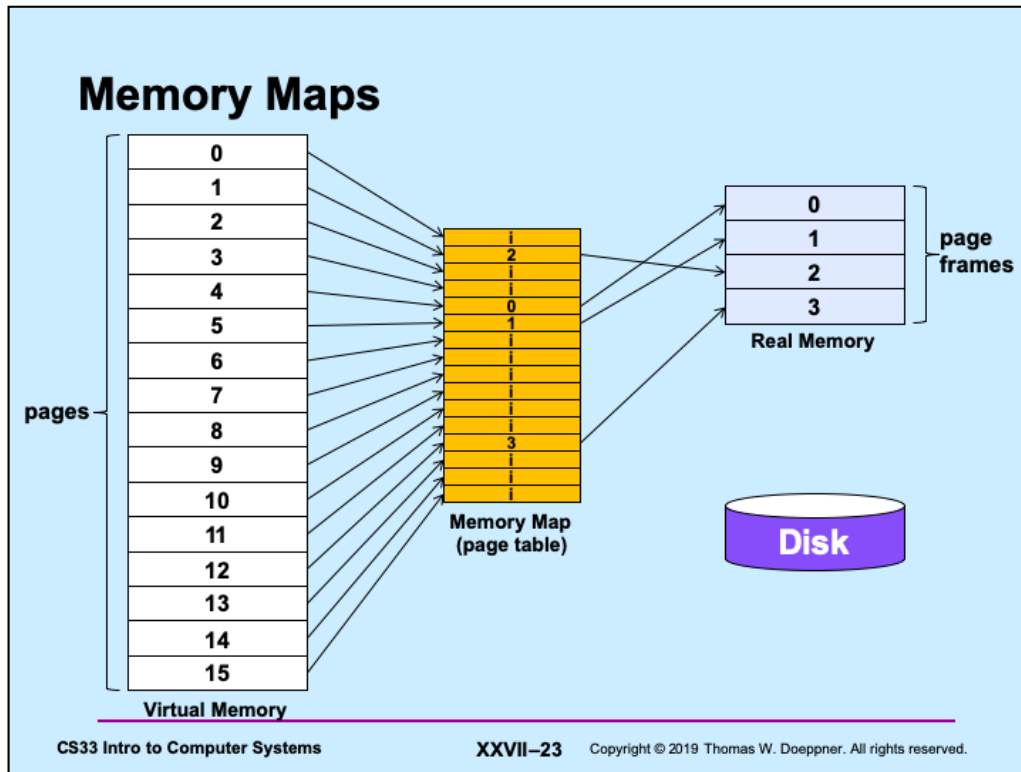 Memory Maps
0
1
2
3
4
5
6
7
8
9
10
11
12
13
14
15
pages
Virtual Memory
i
2
i
i
0
1
i
i
i
i
i
i
3
i
i
i
Memory Map
(page table)
0
1
2
3
page
frames
Real Memory
Disk
CS33 Intro to Computer Systems
XXVII–23
Copyright © 2019 Thomas W. Doeppner. All rights reserved.